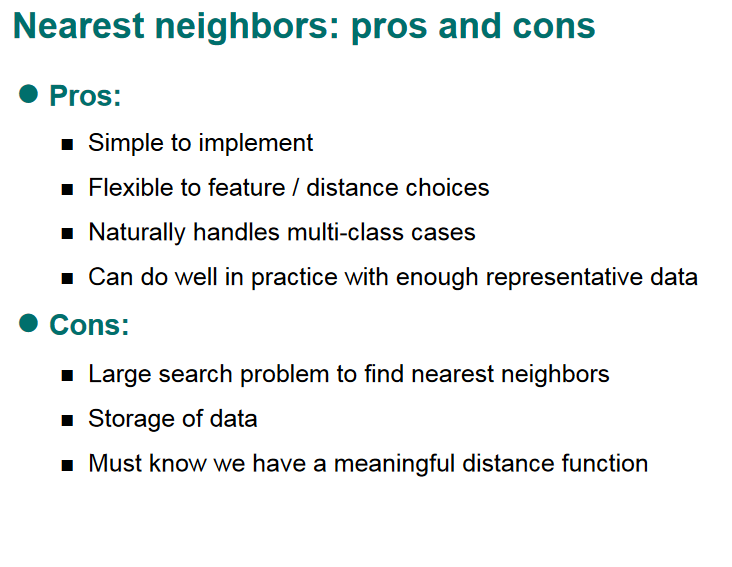 Nearest neighbors: pros and cons
● Pros:
■ Simple to implement
■ Flexible to feature / distance choices
■ Naturally handles multi-class cases
■ Can do well in practice with enough representative data
● Cons:
■ Large search problem to find nearest neighbors
■ Storage of data
■ Must know we have a meaningful distance function